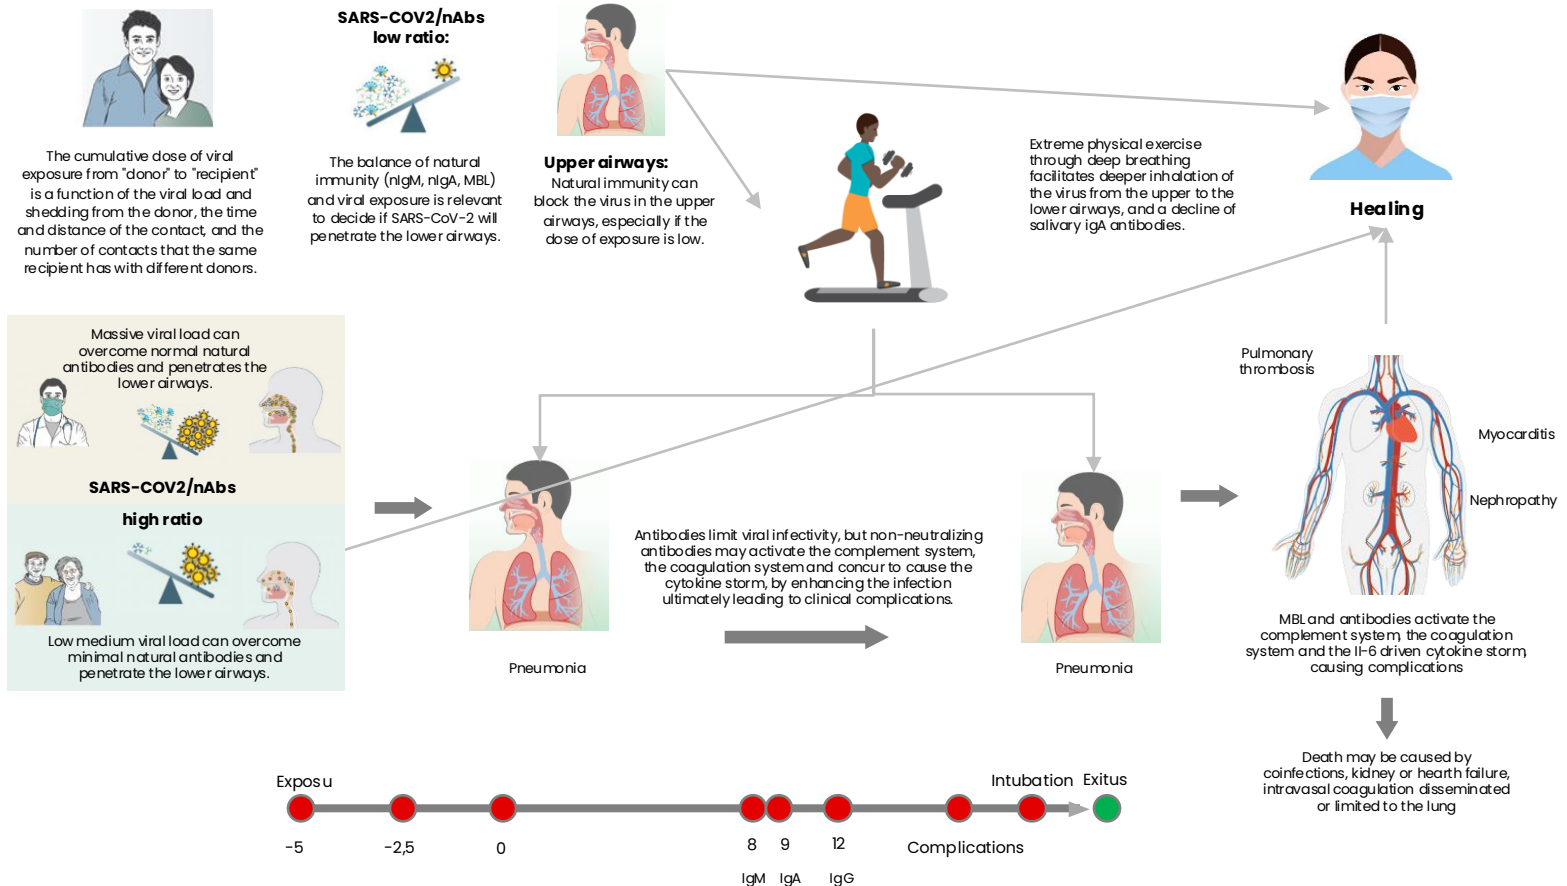 SARS-COV2/nAbs
low ratio:
The cumulative dose of viral
exposure from "donor" to "recipient"
is a function of the viral load and
shedding from the donor, the time
and distance of the contact, and the
number of contacts that the same
recipient has with different donors.
The balance of natural
immunity (nIgM, nIgA, MBL)
and viral exposure is relevant
to decide if SARS-CoV-2 will
penetrate the lower airways.
Upper airways:
Natural immunity can
block the virus in the upper
airways, especially if the
dose of exposure is low.
Extreme physical exercise
through deep breathing
facilitates deeper inhalation
of the virus from the upper to the
lower airways, and a decline of
salivary igA antibodies.
Healing
Massive viral load can
overcome normal natural
antibodies and penetrates the
lower airways.
SARS-COV2/nAbs
high ratio
Low medium viral load can overcome
minimal natural antibodies and
penetrate the lower airways.
Pneumonia
Antibodies limit viral infectivity, but non-neutralizing
antibodies may activate the complement system,
the coagulation system and concur to cause the
cytokine storm, by enhancing the infection
ultimately leading to clinical complications.
Pneumonia
Pulmonary
thrombosis
Myocarditis
Nephropathy
MBL and antibodies activate the
complement system, the coagulation
system and the Il-6 driven cytokine storm,
causing complications
Death may be caused by
coinfections, kidney or hearth failure,
intravasal coagulation disseminated
or limited to the lung
Exposu
Intubation
Exitus
-5
-2,5
0
8
9
12
Complications
IgM
IgA
IgG